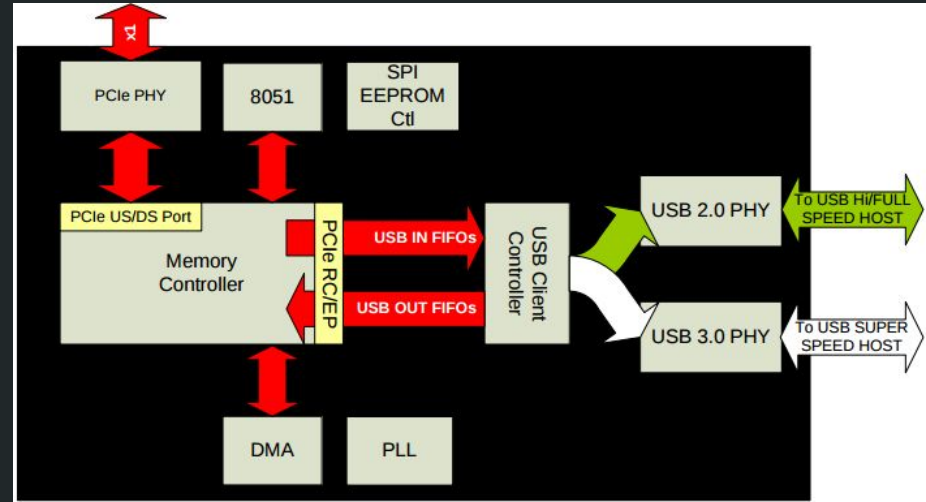 x1
PCIe PHY
8051
SPI
EEPROM
Ctl
PCIe US/DS Port
Memory
Controller
PCIe RC/EP
USB IN FIFOs
USB OUT FIFOs
USB Client
Controller
USB 2.0 PHY
To USB Hi/FULL
SPEED HOST
USB 3.0 PHY
To USB SUPER
SPEED HOST
DMA
PLL